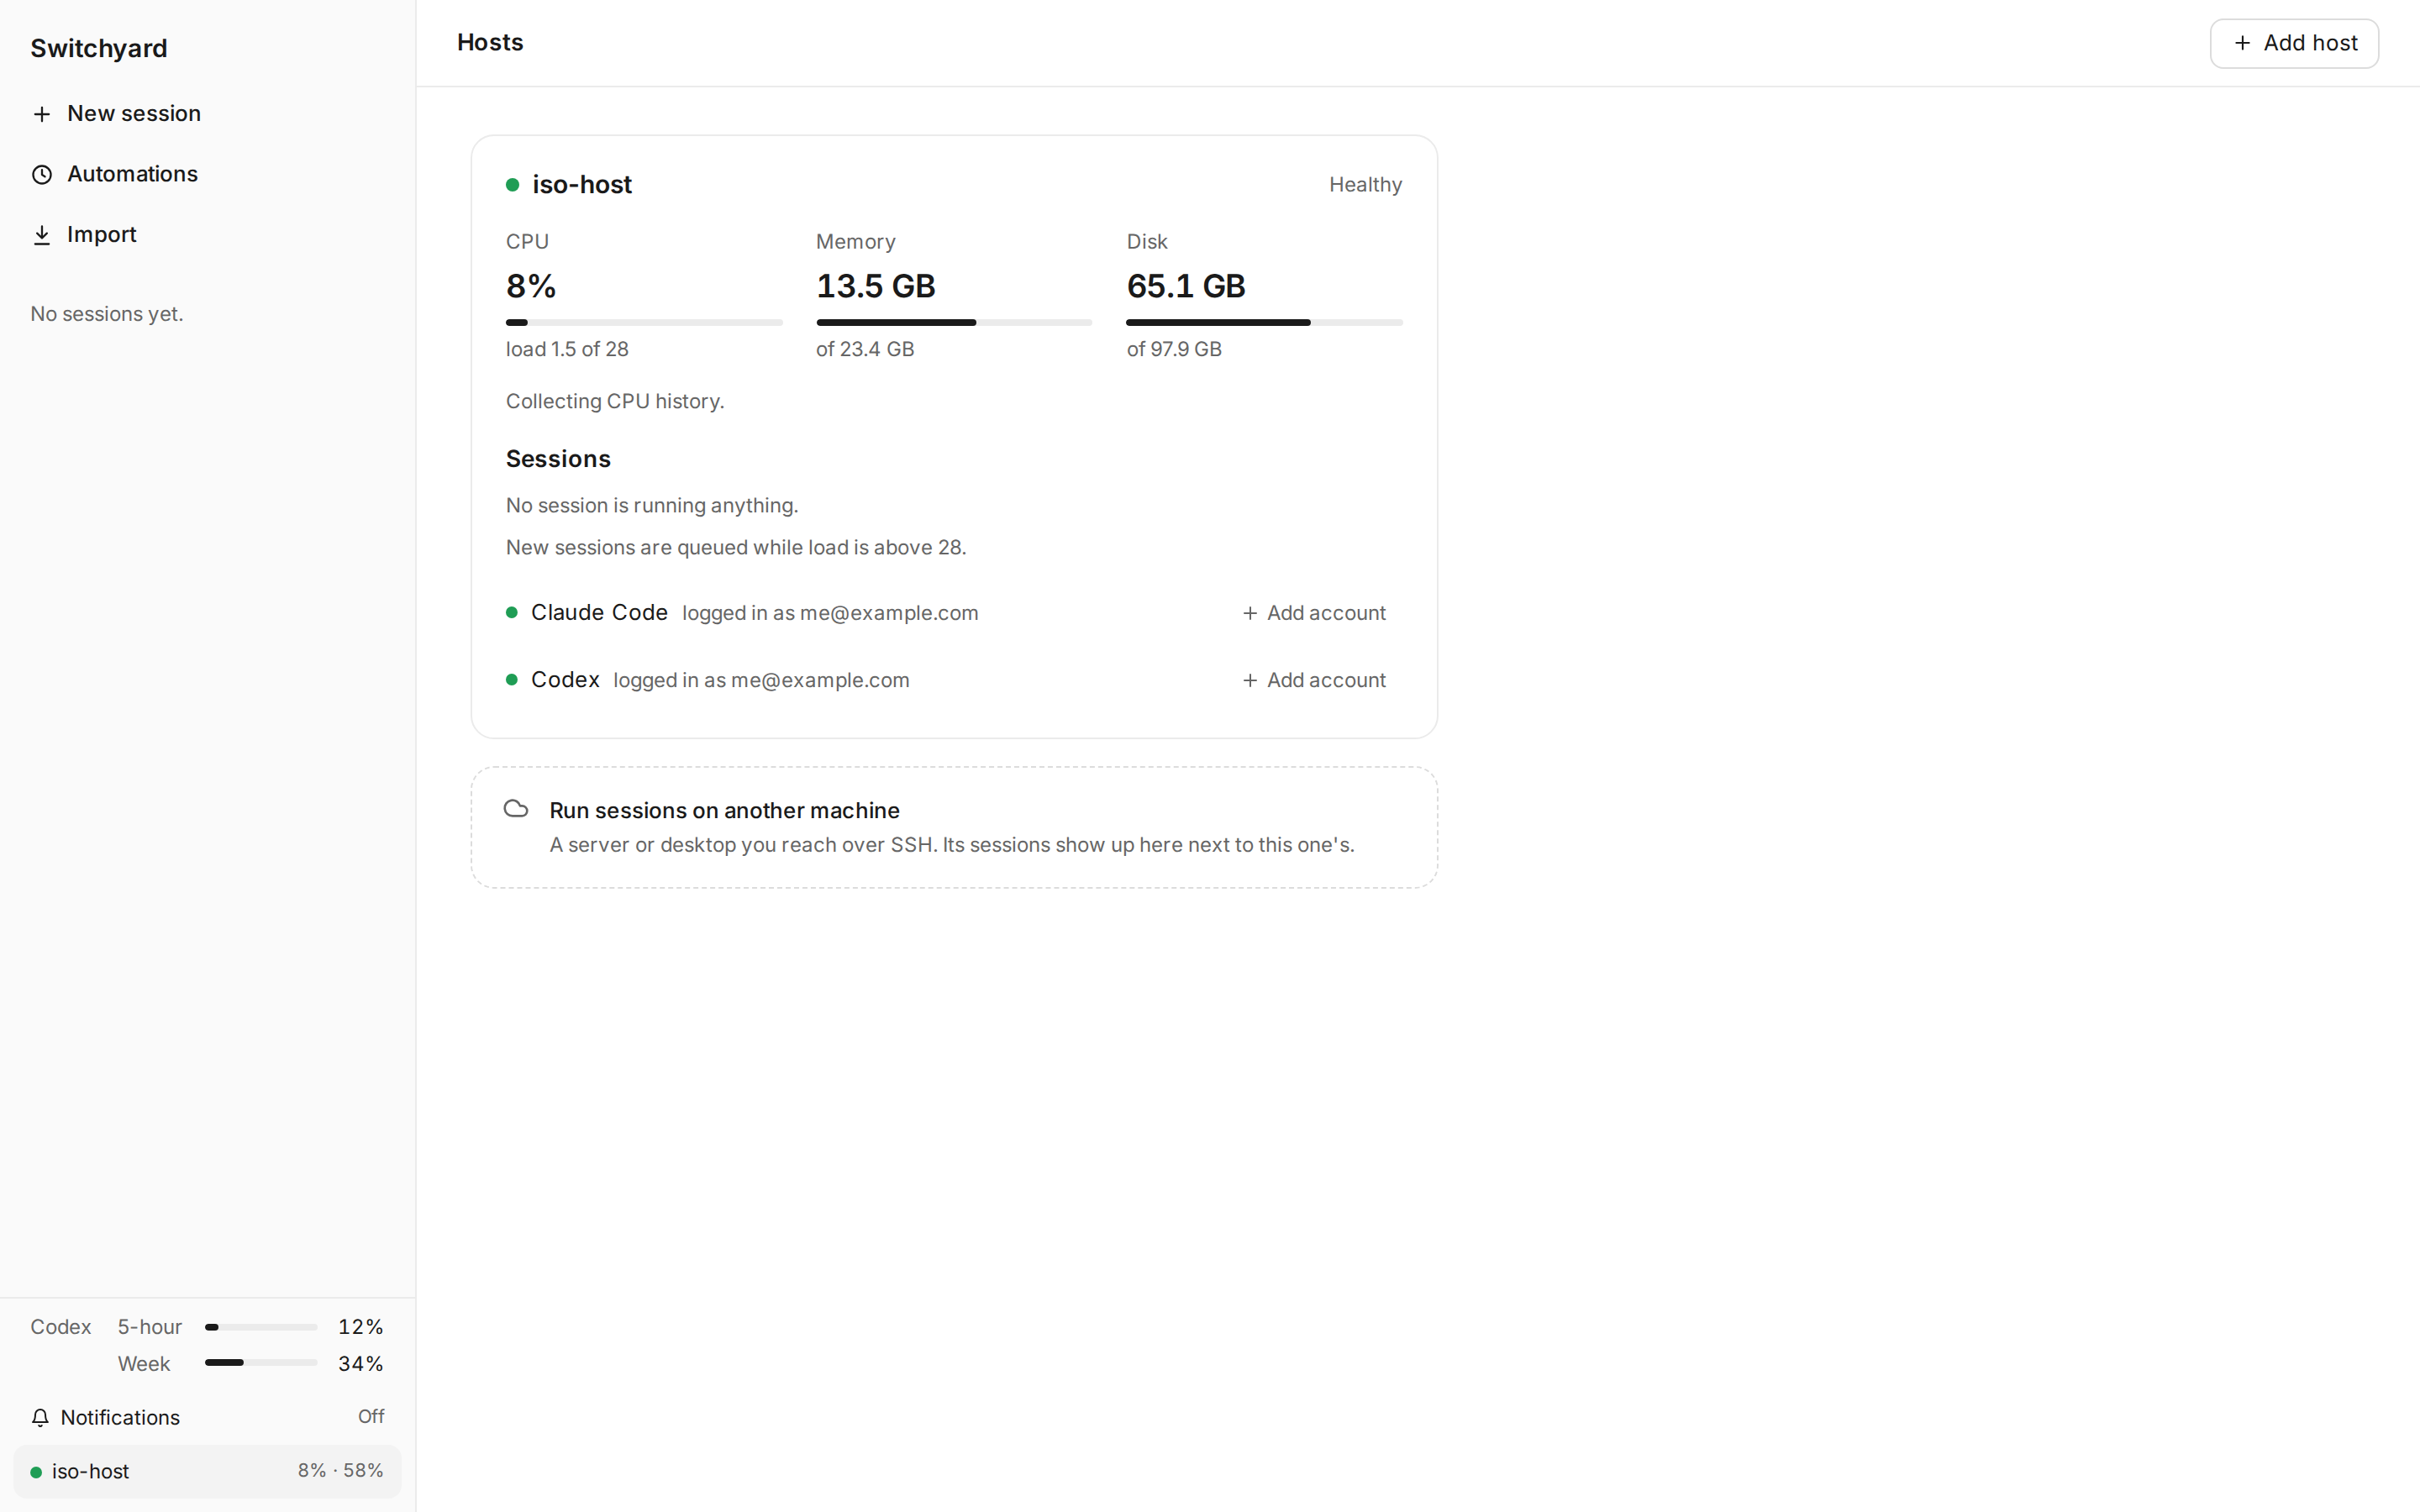 Switchyard
New session
Automations
Import
No sessions yet.
Codex 5-hour 12%
Week 34%
Notifications Off
iso-host 8% · 58%
Hosts
Add host
iso-host Healthy
CPU Memory Disk
8% 13.5 GB 65.1 GB
load 1.5 of 28 of 23.4 GB of 97.9 GB
Collecting CPU history.
Sessions
No session is running anything.
New sessions are queued while load is above 28.
Claude Code logged in as me@example.com Add account
Codex logged in as me@example.com Add account
Run sessions on another machine
A server or desktop you reach over SSH. Its sessions show up here next to this one's.